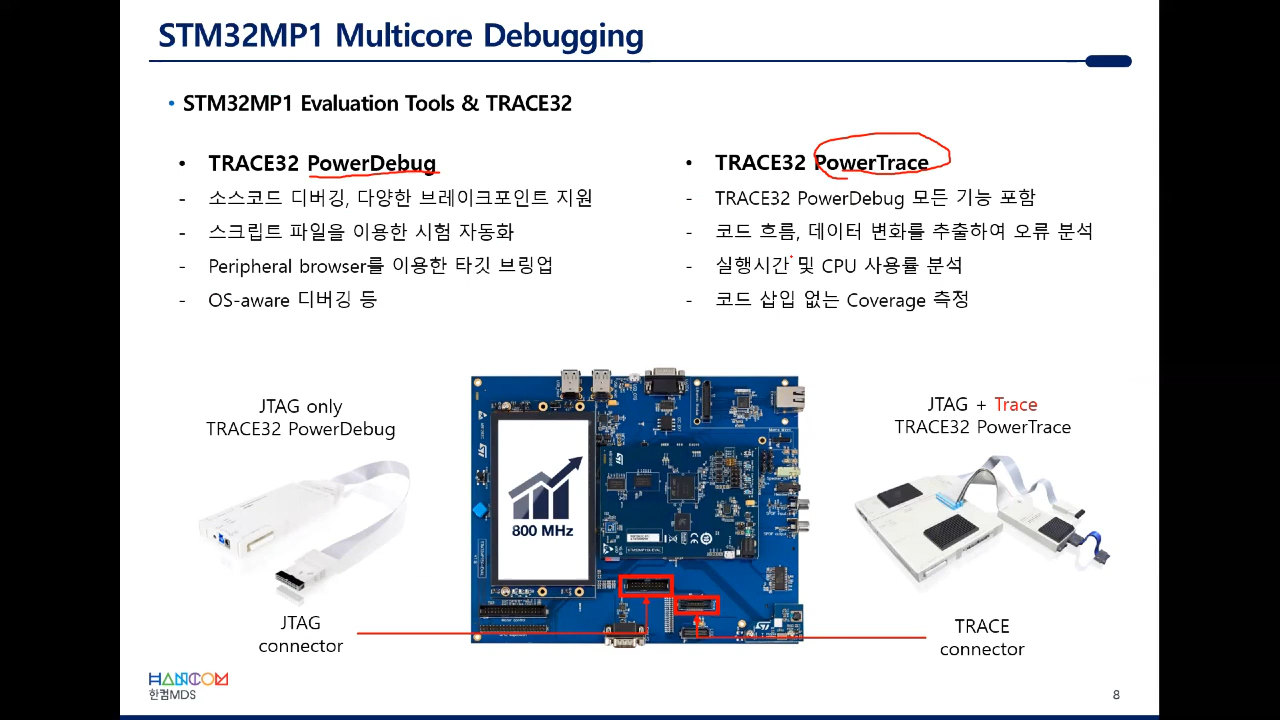 STM32MP1 Multicore Debugging
• STM32MP1 Evaluation Tools & TRACE32
• TRACE32 PowerDebug
- 소스코드 디버깅, 다양한 브레이크포인트 지원
- 스크립트 파일을 이용한 시험 자동화
- Peripheral browser를 이용한 타깃 브링업
- OS-aware 디버깅 등
• TRACE32 PowerTrace
- TRACE32 PowerDebug 모든 기능 포함
- 코드 흐름, 데이터 변화를 추출하여 오류 분석
- 실행시간 및 CPU 사용률 분석
- 코드 삽입 없는 Coverage 측정
JTAG only
TRACE32 PowerDebug
800 MHz
JTAG + Trace
TRACE32 PowerTrace
JTAG
connector
TRACE
connector
HANCOM
한컴MDS
8